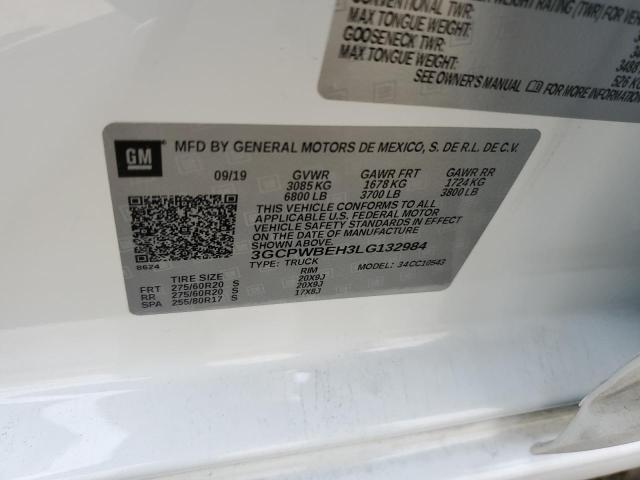 CONVENTIONAL TWR:
MAX TONGUE WEIGHT:
GOOSENECK TWR:
MAX TONGUE WEIGHT:
526 KG
SEE OWNER'S MANUAL FOR MORE INFORMATION
GM
MFD BY GENERAL MOTORS DE MEXICO, S. DE R.L. DE C.V.
09/19 GVWR GAWR FRT GAWR RR
3085 KG 1678 KG 1724 KG
6800 LB 3700 LB 3800 LB
THIS VEHICLE CONFORMS TO ALL
APPLICABLE U.S. FEDERAL MOTOR
VEHICLE SAFETY STANDARDS IN EFFECT
ON THE DATE OF MANUFACTURE
SHOWN ABOVE.
3GCPWBEH3LG132984
8624
TYPE: TRUCK MODEL: 34CC10543
TIRE SIZE RIM
FRT 275/60R20 S 20X9J
RR 275/60R20 S 20X9J
SPA 255/80R17 S 17X8J